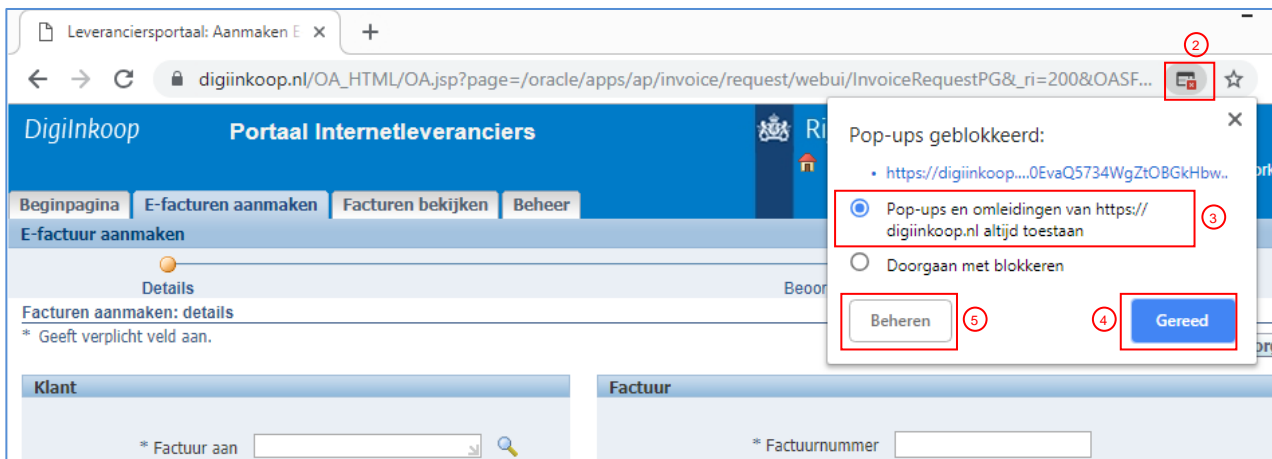 Leveranciersportaal: Aanmaken E
2
digiinkoop.nl/OA_HTML/OA.jsp?page=/oracle/apps/ap/invoice/request/webui/InvoiceRequestPG&_ri=200&OASF...
DigiInkoop
Portaal Internetleveranciers
Ri
Pop-ups geblokkeerd:
• https://digiinkoop....0EvaQ5734WgZtOBGkHbw..
Beginpagina
E-facturen aanmaken
Facturen bekijken
Beheer
Pop-ups en omleidingen van https://
digiinkoop.nl altijd toestaan
3
E-factuur aanmaken
Doorgaan met blokkeren
Details
Beoor
Facturen aanmaken: details
* Geeft verplicht veld aan.
Beheren
5
4
Gereed
Klant
Factuur
* Factuur aan
* Factuurnummer